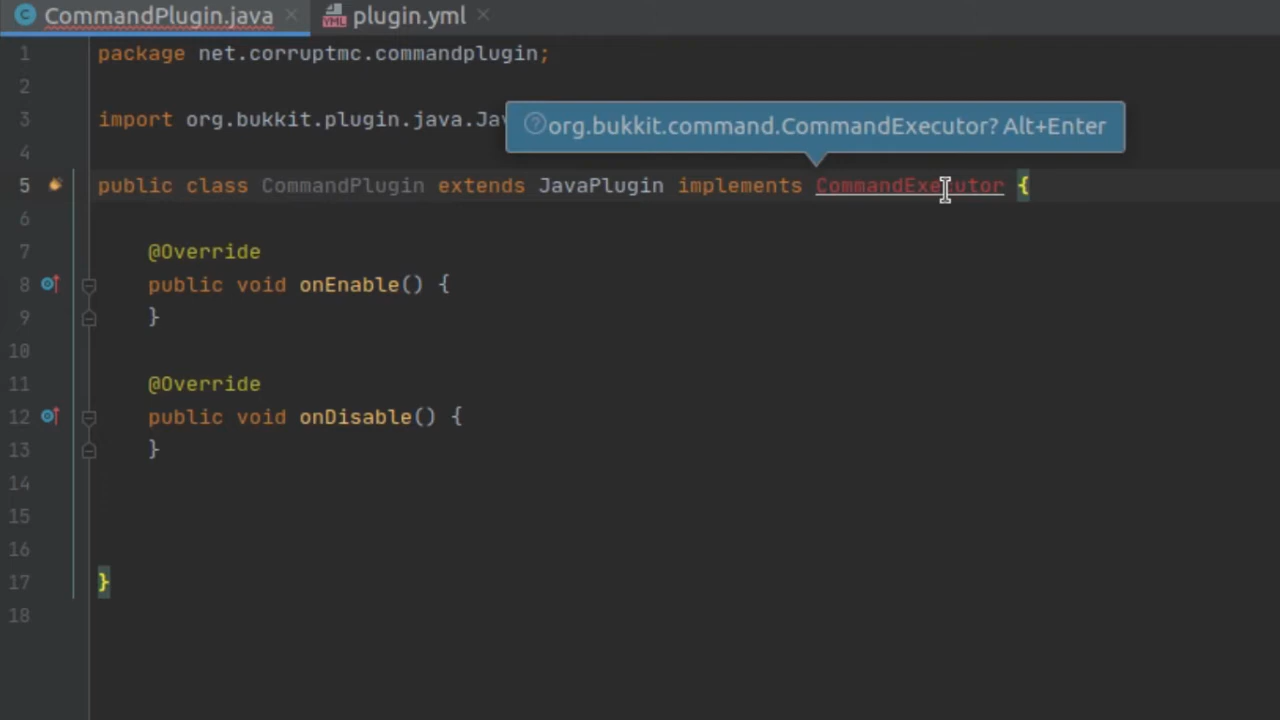 CommandPlugin.java
YML plugin.yml
1 package net.corruptmc.commandplugin;
2
3 import org.bukkit.plugin.java.Jav
org.bukkit.command.CommandExecutor? Alt+Enter
4
5 public class CommandPlugin extends JavaPlugin implements CommandExecutor {
6
7 @Override
8 public void onEnable() {
9 }
10
11 @Override
12 public void onDisable() {
13 }
14
15
16
17 }
18